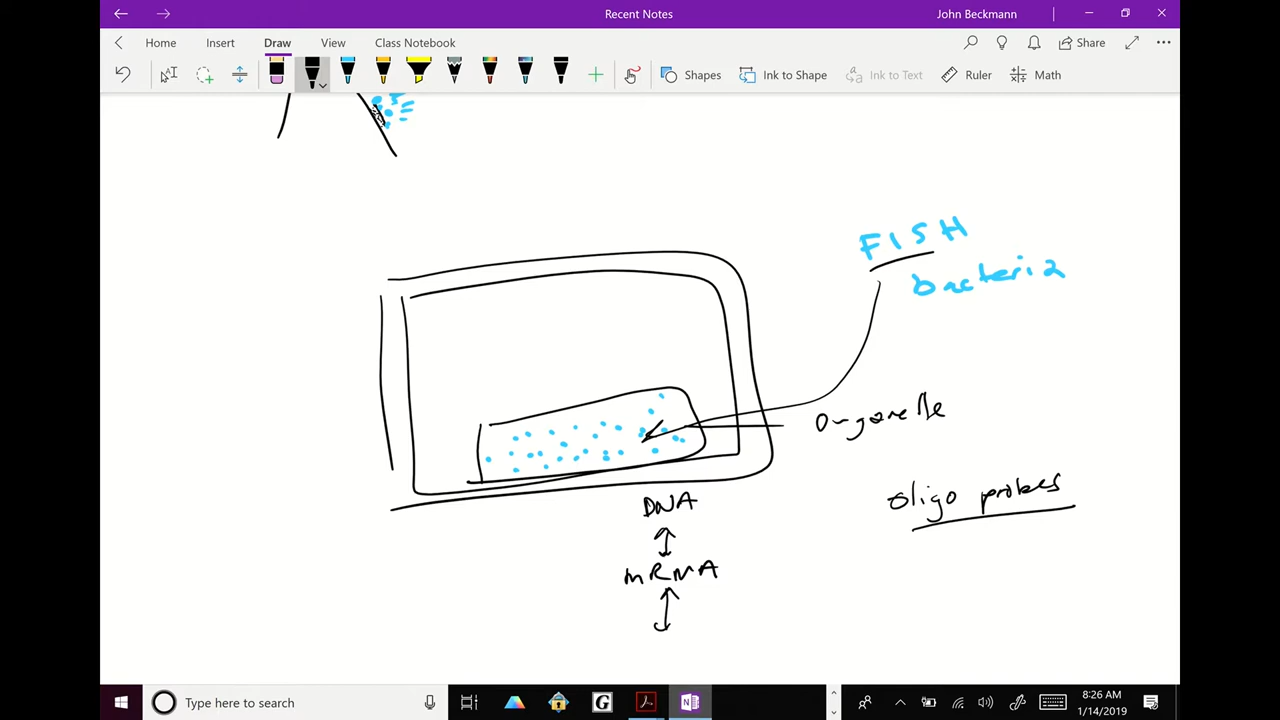 Recent Notes
John Beckmann
Home Insert Draw View Class Notebook
Share
Shapes Ink to Shape Ink to Text Ruler Math
FISH
bacteria
Organelle
Oligo probes
DNA
mRNA
Type here to search
G
N
8:26 AM
1/14/2019